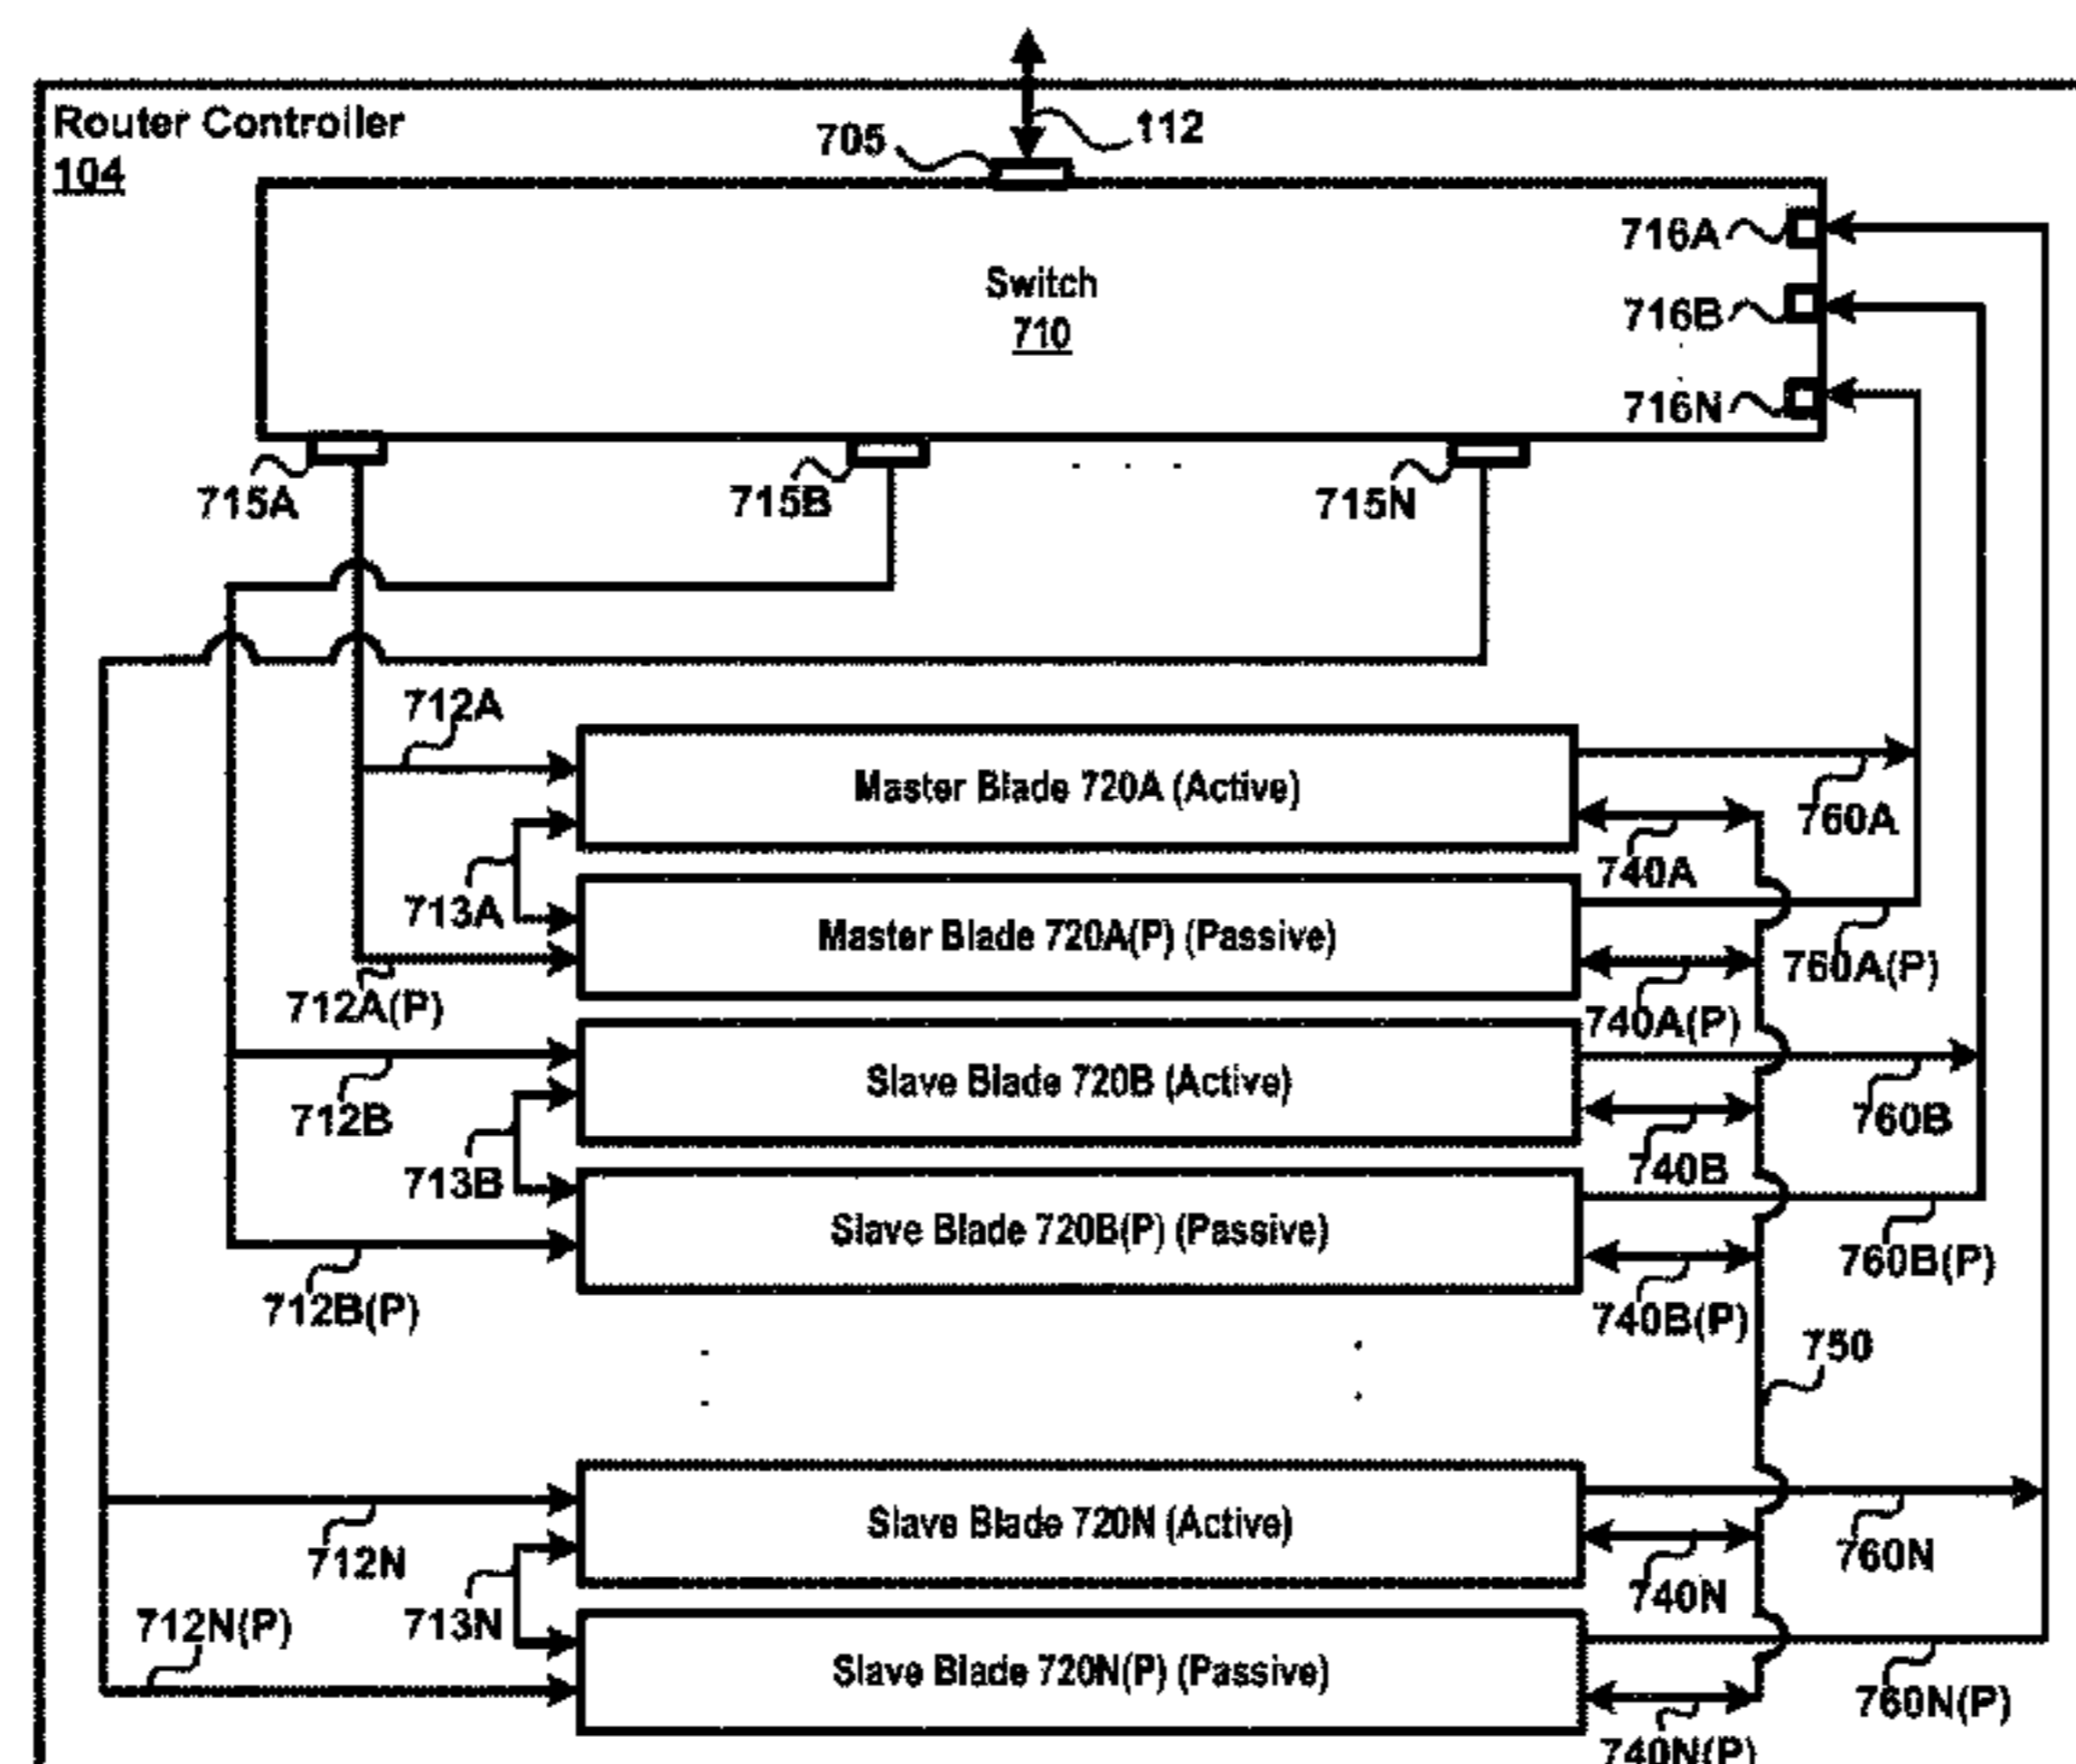 Router Controller
104
705
112
716A
Switch
710
716B
716N
715A
715B
715N
712A
Master Blade 720A (Active)
760A
740A
713A
Master Blade 720A(P) (Passive)
760A(P)
712A(P)
740A(P)
Slave Blade 720B (Active)
712B
760B
740B
713B
Slave Blade 720B(P) (Passive)
760B(P)
712B(P)
740B(P)
750
Slave Blade 720N (Active)
712N
760N
740N
713N
712N(P)
Slave Blade 720N(P) (Passive)
760N(P)
740N(P)